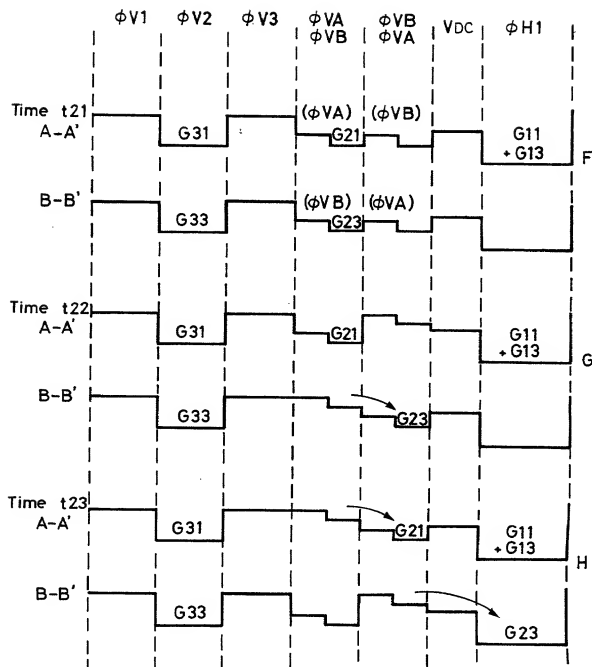 φV1 φV2 φV3 φVA φVB VDC φH1
φVB φVA
Time t21 (φVA) (φVB)
A-A' G31 G21 G11
+G13 F
B-B' (φVB) (φVA)
G33 G23
Time t22
A-A' G31 G21 G11
+G13 G
B-B' G33 G23
Time t23
A-A' G31 G21 G11
+G13 H
B-B' G33 G23